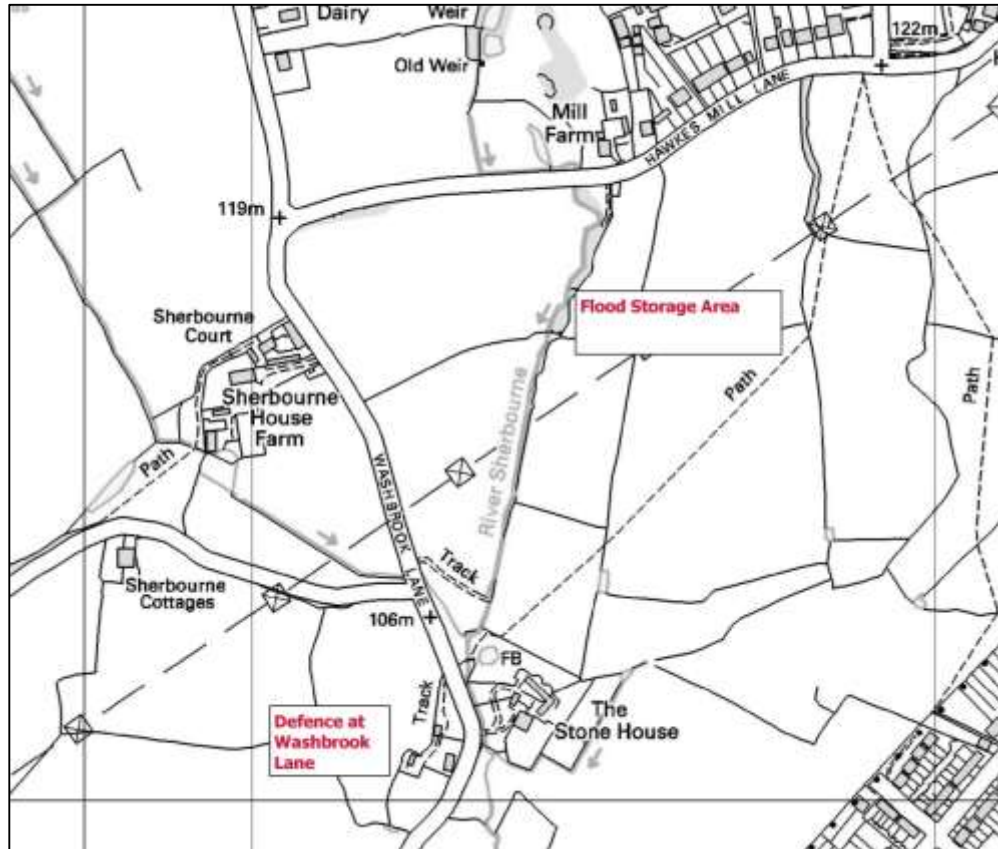 Dairy
Weir
122m
Old Weir
Mill
Farm
HAWKES MILL LANE
119m
Flood Storage Area
Sherbourne
Court
Sherbourne
House
Farm
Path
Path
Path
River Sherbourne
WASHBROOK LANE
Track
Sherbourne
Cottages
106m
FB
Track
The
Stone House
Defence at
Washbrook
Lane